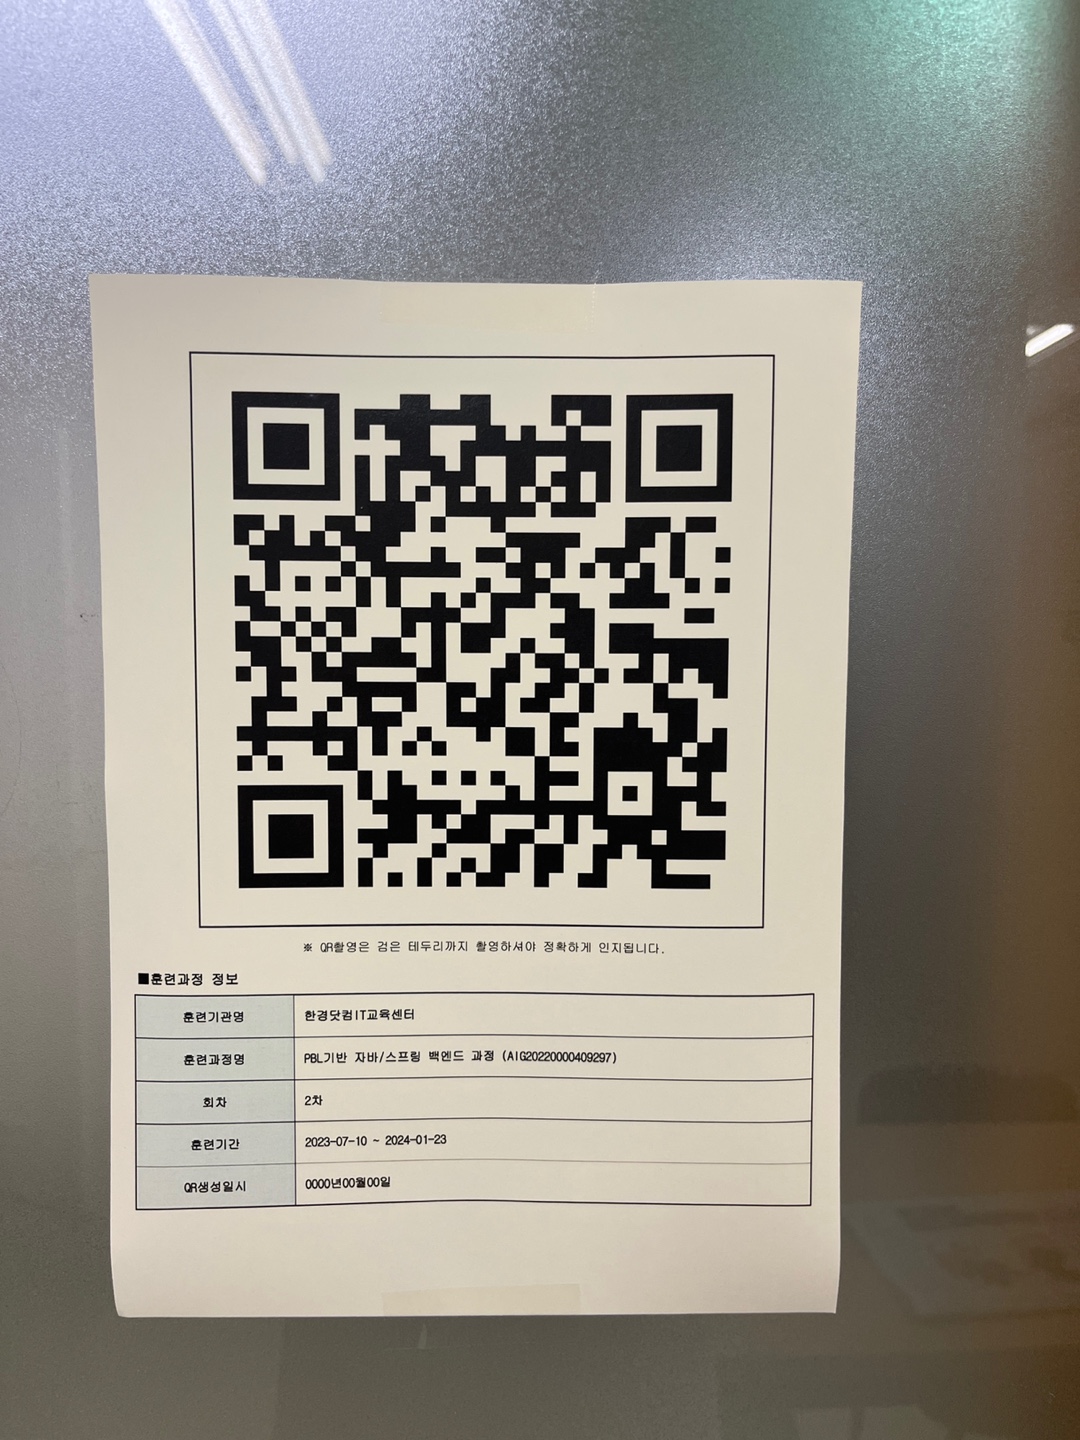 ※ QR촬영은 검은 테두리까지 촬영하셔야 정확하게 인지됩니다.
■훈련과정 정보
훈련기관명 한경닷컴IT교육센터
훈련과정명 PBL기반 자바/스프링 백엔드 과정 (AIG20220000409297)
회차 2차
훈련기간 2023-07-10 ~ 2024-01-23
QR생성일시 0000년00월00일